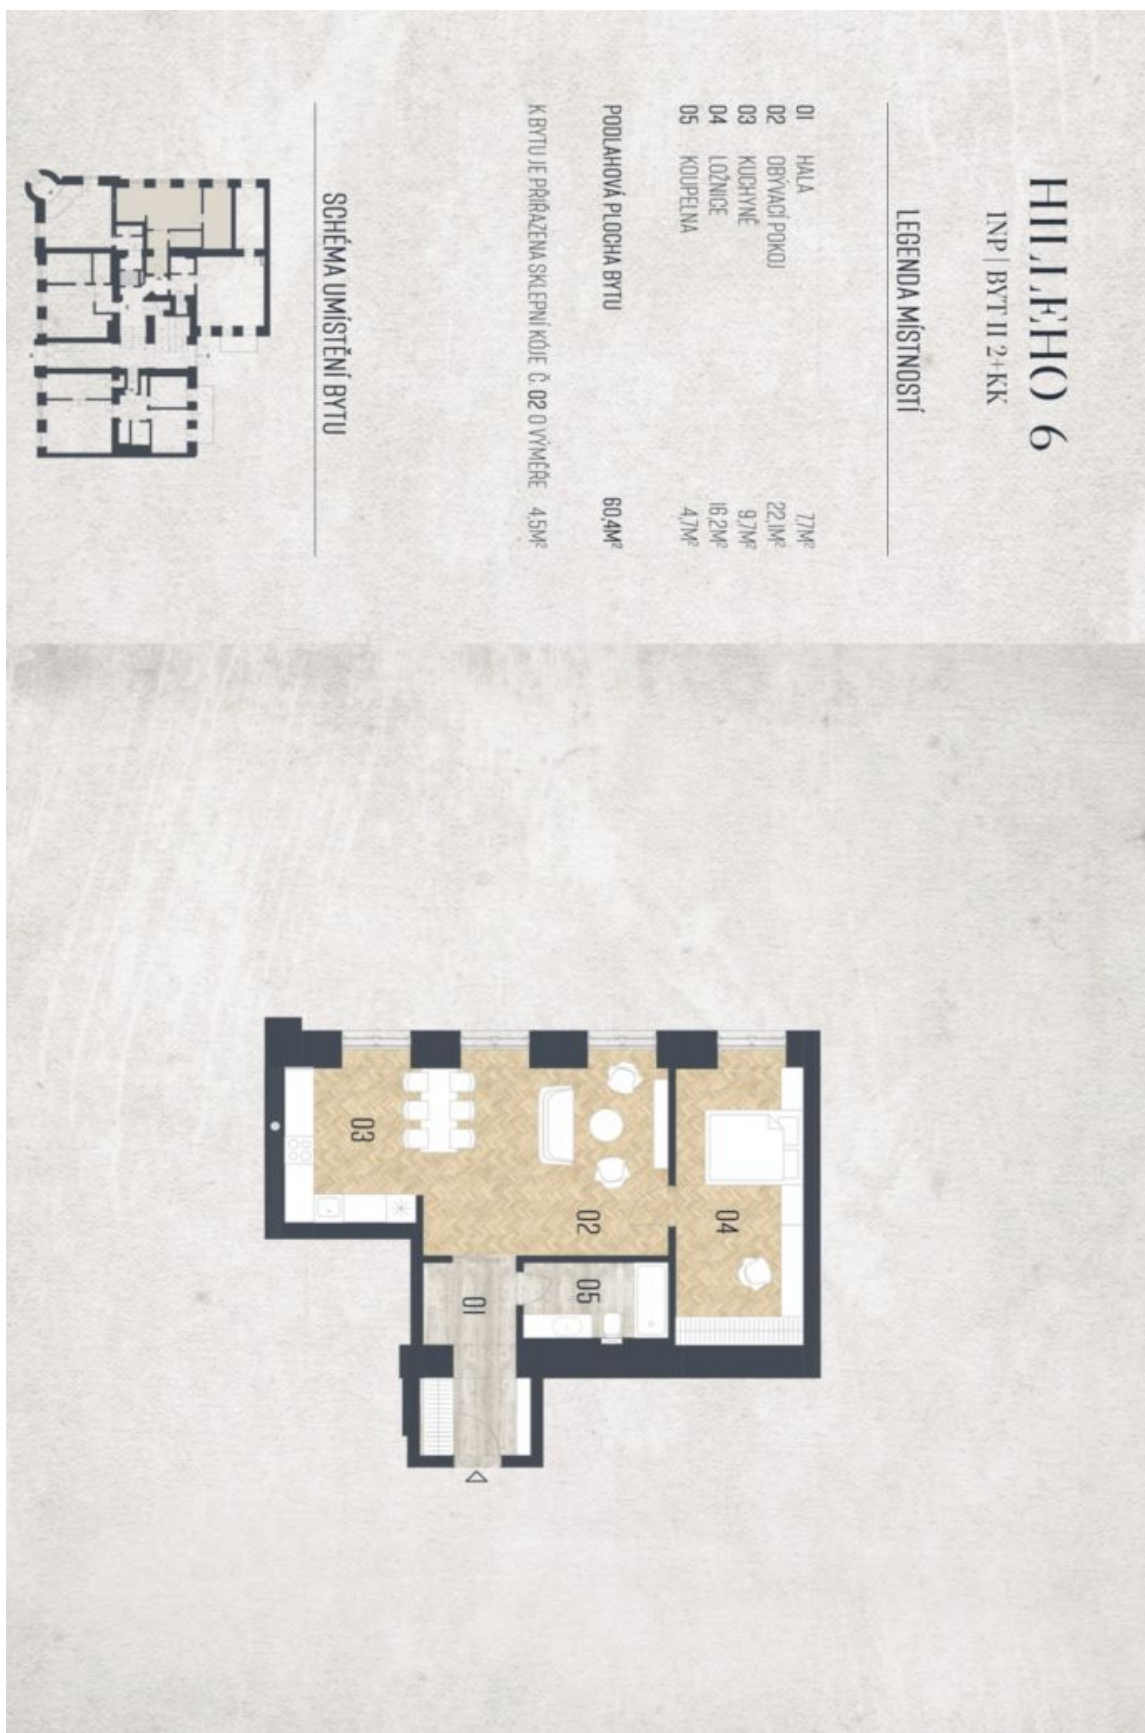 HILLEHO 6
1NP | BYT II 2+KK
LEGENDA MÍSTNOSTÍ
01 HALA 7,7M²
02 OBÝVACÍ POKOJ 22,1M²
03 KUCHYNĚ 9,7M²
04 LOŽNICE 16,2M²
05 KOUPELNA 4,7M²
PODLAHOVÁ PLOCHA BYTU 60,4M²
K BYTU JE PŘIŘAZENA SKLEPNÍ KÓJE Č. 02 O VÝMĚŘE 4,5M²
SCHÉMA UMÍSTĚNÍ BYTU
04
05
02
01
03